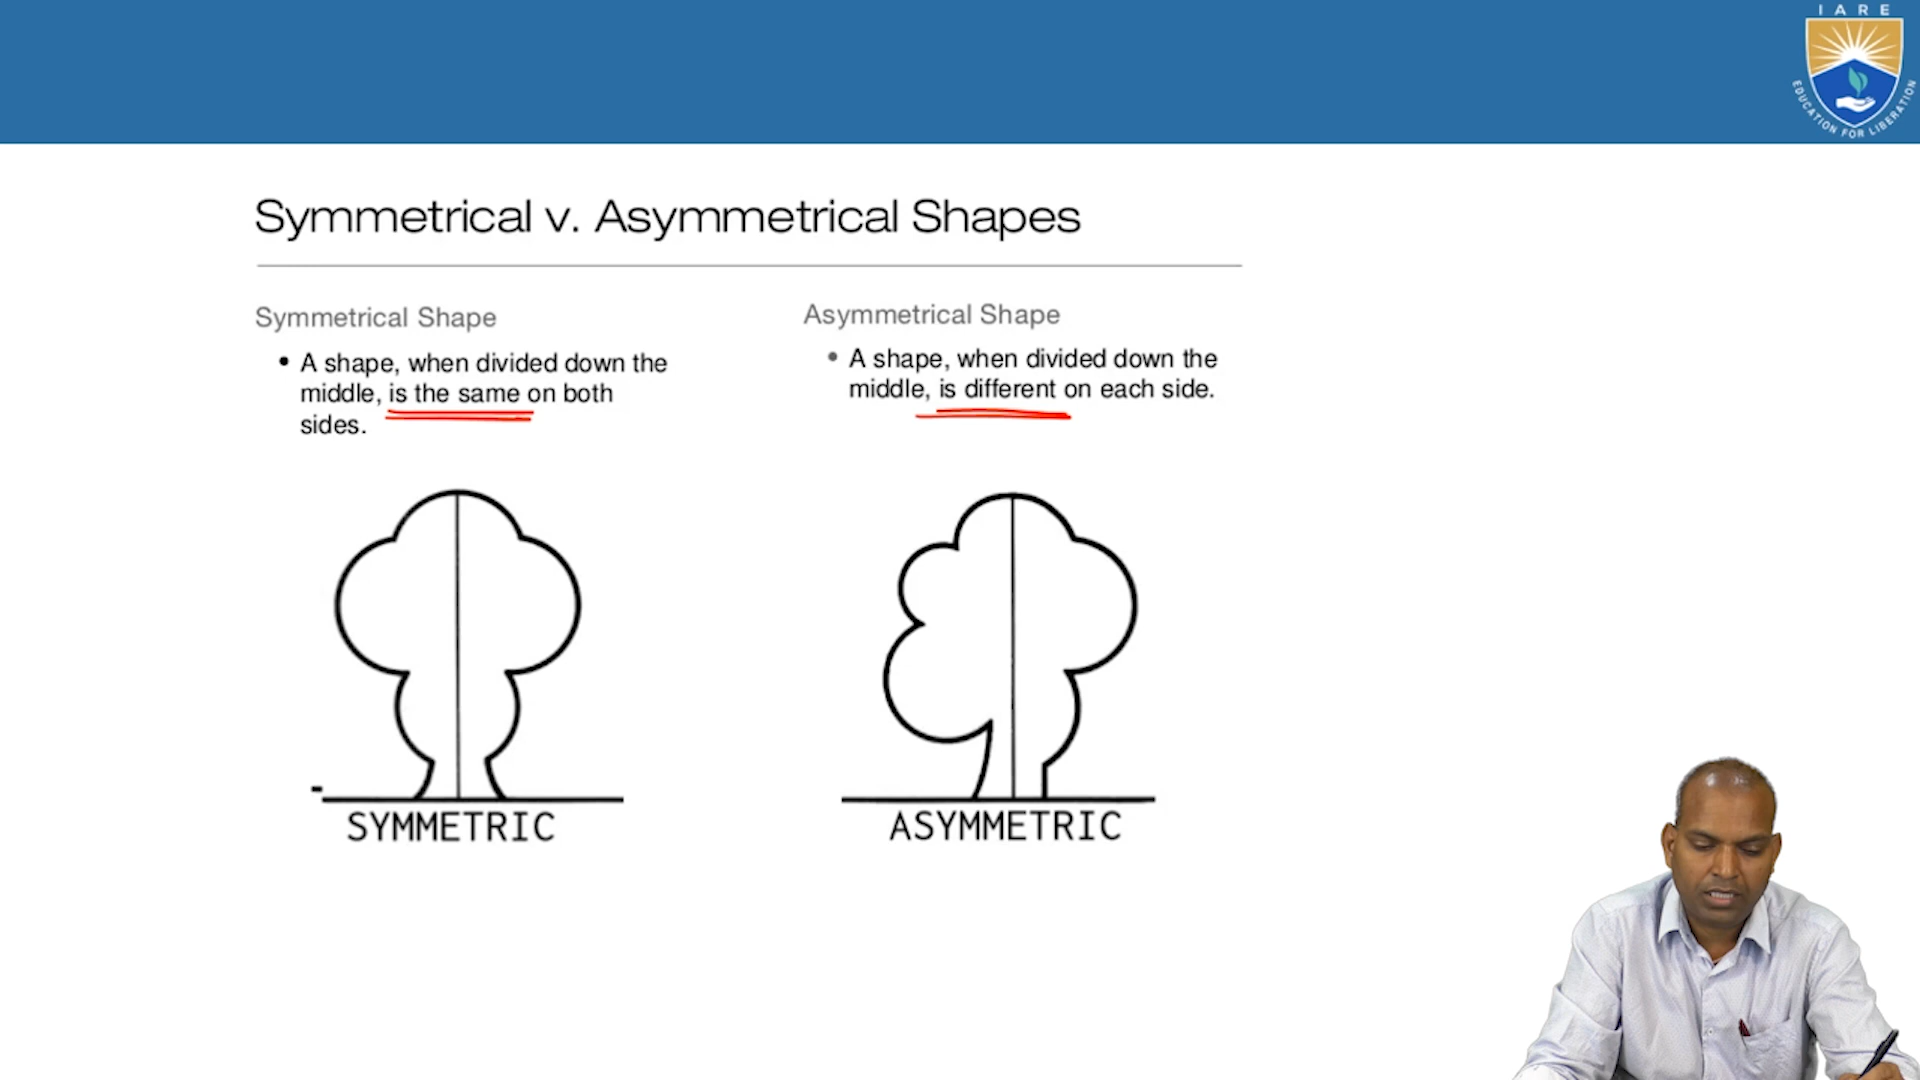 I A R E
EDUCATION FOR LIBERATION
Symmetrical v. Asymmetrical Shapes
Symmetrical Shape
• A shape, when divided down the
middle, is the same on both
sides.
Asymmetrical Shape
• A shape, when divided down the
middle, is different on each side.
SYMMETRIC
ASYMMETRIC